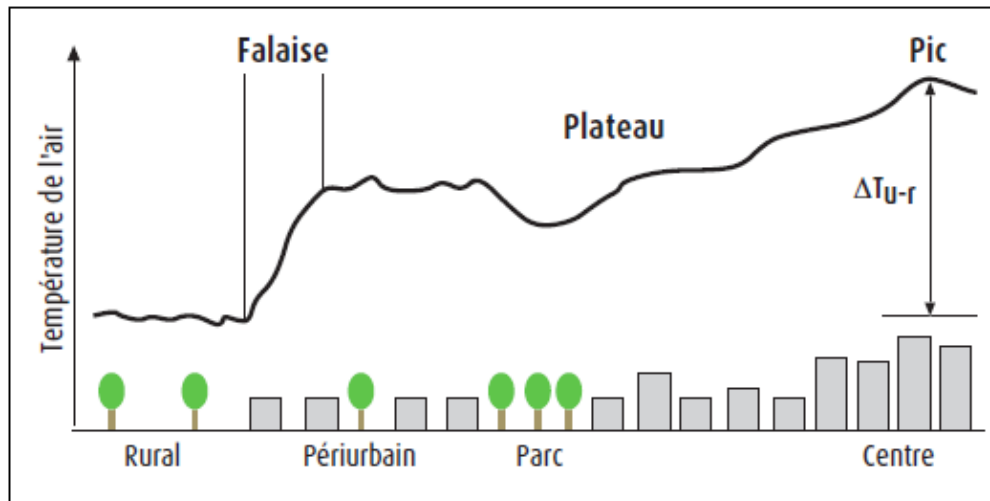 Falaise
Pic
Plateau
ΔTu-r
Température de l'air
Rural
Périurbain
Parc
Centre